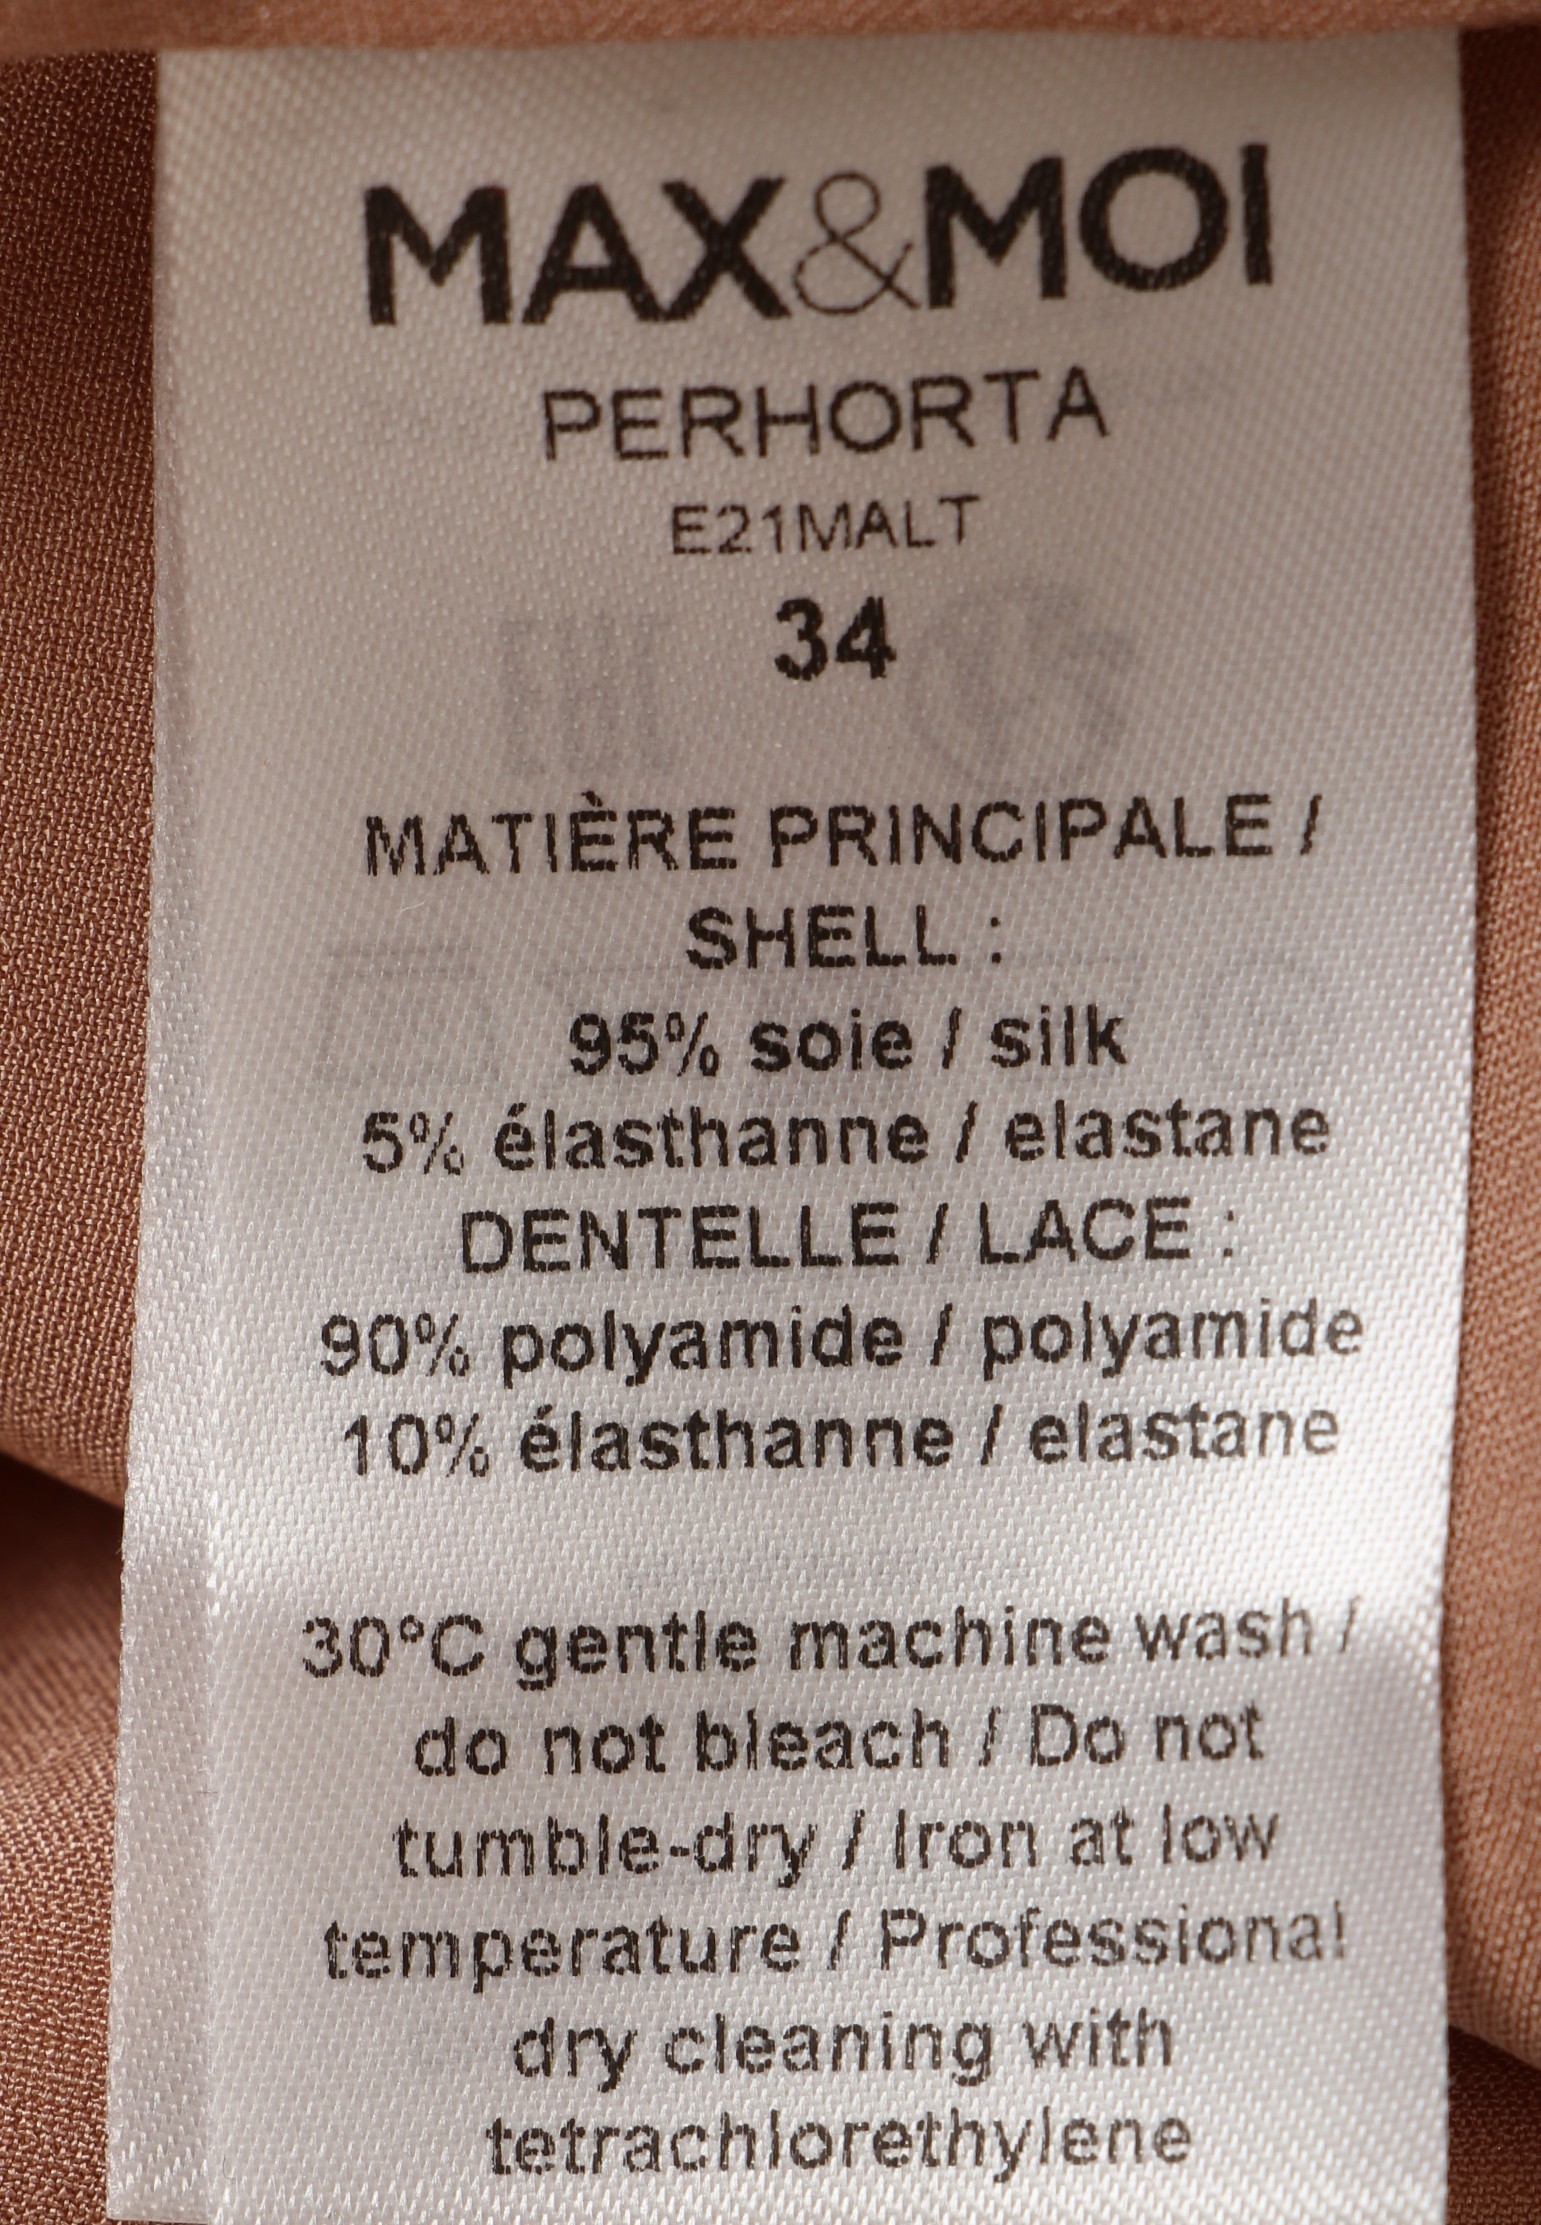 MAX&MOI
PERHORTA
E21MALT
34
MATIÈRE PRINCIPALE /
SHELL :
95% soie / silk
5% élasthanne / elastane
DENTELLE / LACE :
90% polyamide / polyamide
10% élasthanne / elastane
30°C gentle machine wash /
do not bleach / Do not
tumble-dry / Iron at low
temperature / Professional
dry cleaning with
tetrachlorethylene